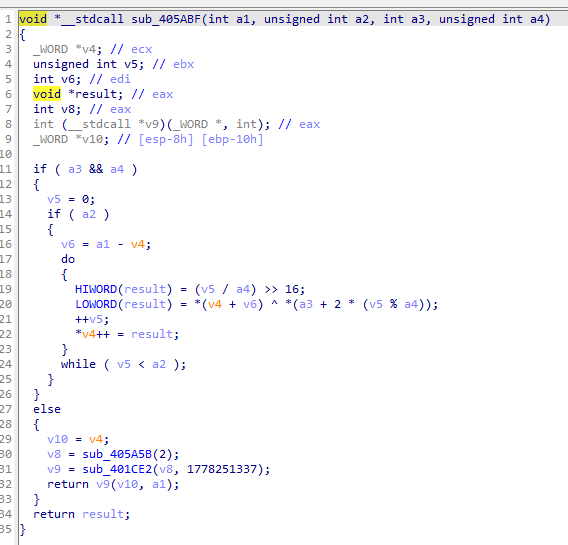 1 void *__stdcall sub_405ABF(int a1, unsigned int a2, int a3, unsigned int a4)
2 {
3   _WORD *v4; // ecx
4   unsigned int v5; // ebx
5   int v6; // edi
6   void *result; // eax
7   int v8; // eax
8   int (__stdcall *v9)(_WORD *, int); // eax
9   _WORD *v10; // [esp-8h] [ebp-10h]
10
11   if ( a3 && a4 )
12   {
13     v5 = 0;
14     if ( a2 )
15     {
16       v6 = a1 - v4;
17       do
18       {
19         HIWORD(result) = (v5 / a4) >> 16;
20         LOWORD(result) = *(v4 + v6) ^ *(a3 + 2 * (v5 % a4));
21         ++v5;
22         *v4++ = result;
23       }
24       while ( v5 < a2 );
25     }
26   }
27   else
28   {
29     v10 = v4;
30     v8 = sub_405A5B(2);
31     v9 = sub_401CE2(v8, 1778251337);
32     return v9(v10, a1);
33   }
34   return result;
35 }